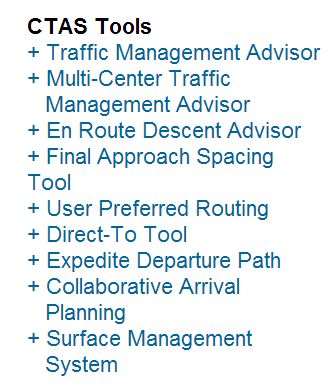 CTAS Tools
+ Traffic Management Advisor
+ Multi-Center Traffic
Management Advisor
+ En Route Descent Advisor
+ Final Approach Spacing
Tool
+ User Preferred Routing
+ Direct-To Tool
+ Expedite Departure Path
+ Collaborative Arrival
Planning
+ Surface Management
System